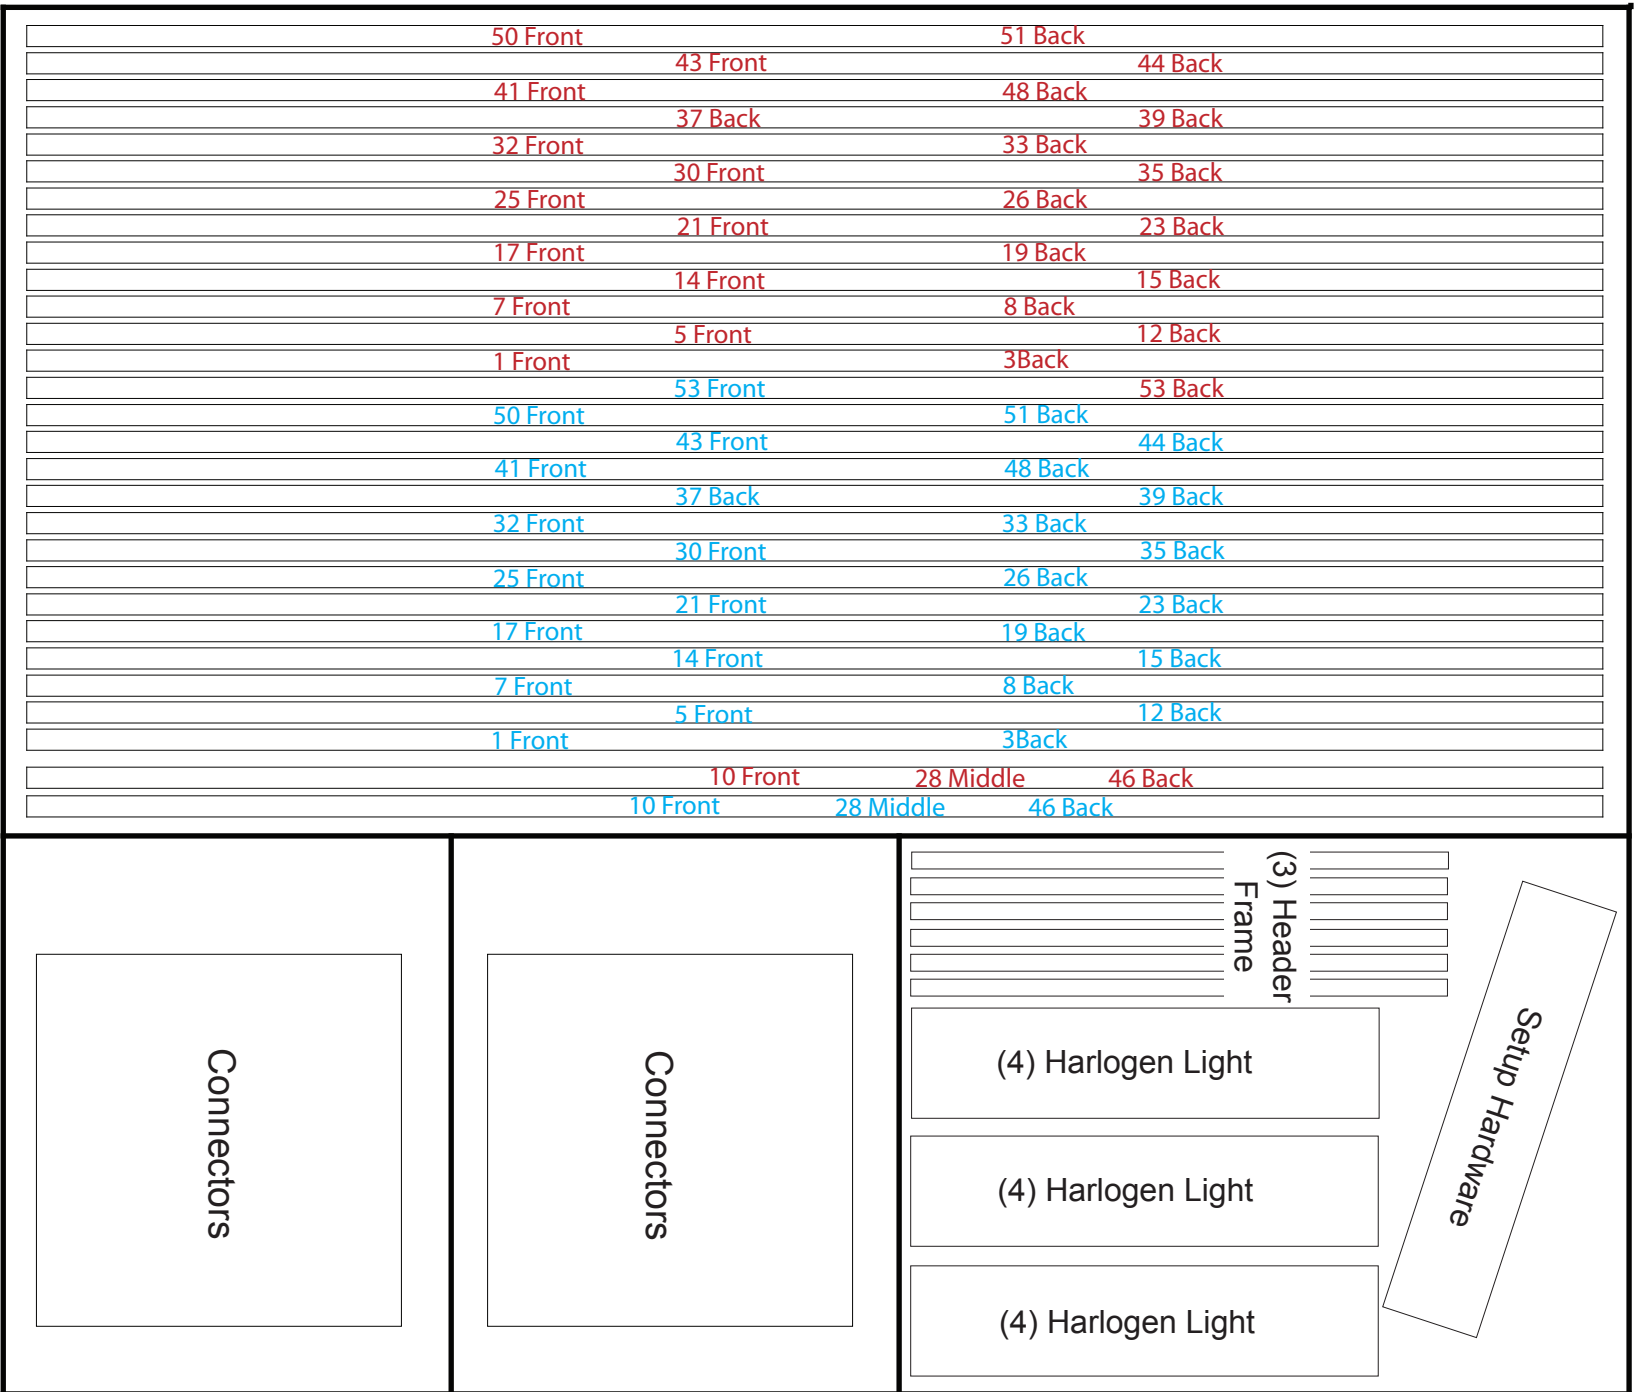 50 Front 51 Back
43 Front 44 Back
41 Front 48 Back
37 Back 39 Back
32 Front 33 Back
30 Front 35 Back
25 Front 26 Back
21 Front 23 Back
17 Front 19 Back
14 Front 15 Back
7 Front 8 Back
5 Front 12 Back
1 Front 3Back
53 Front 53 Back
50 Front 51 Back
43 Front 44 Back
41 Front 48 Back
37 Back 39 Back
32 Front 33 Back
30 Front 35 Back
25 Front 26 Back
21 Front 23 Back
17 Front 19 Back
14 Front 15 Back
7 Front 8 Back
5 Front 12 Back
1 Front 3Back
10 Front 28 Middle 46 Back
10 Front 28 Middle 46 Back
Connectors
Connectors
(3) Header
Frame
(4) Harlogen Light
(4) Harlogen Light
(4) Harlogen Light
Setup Hardware